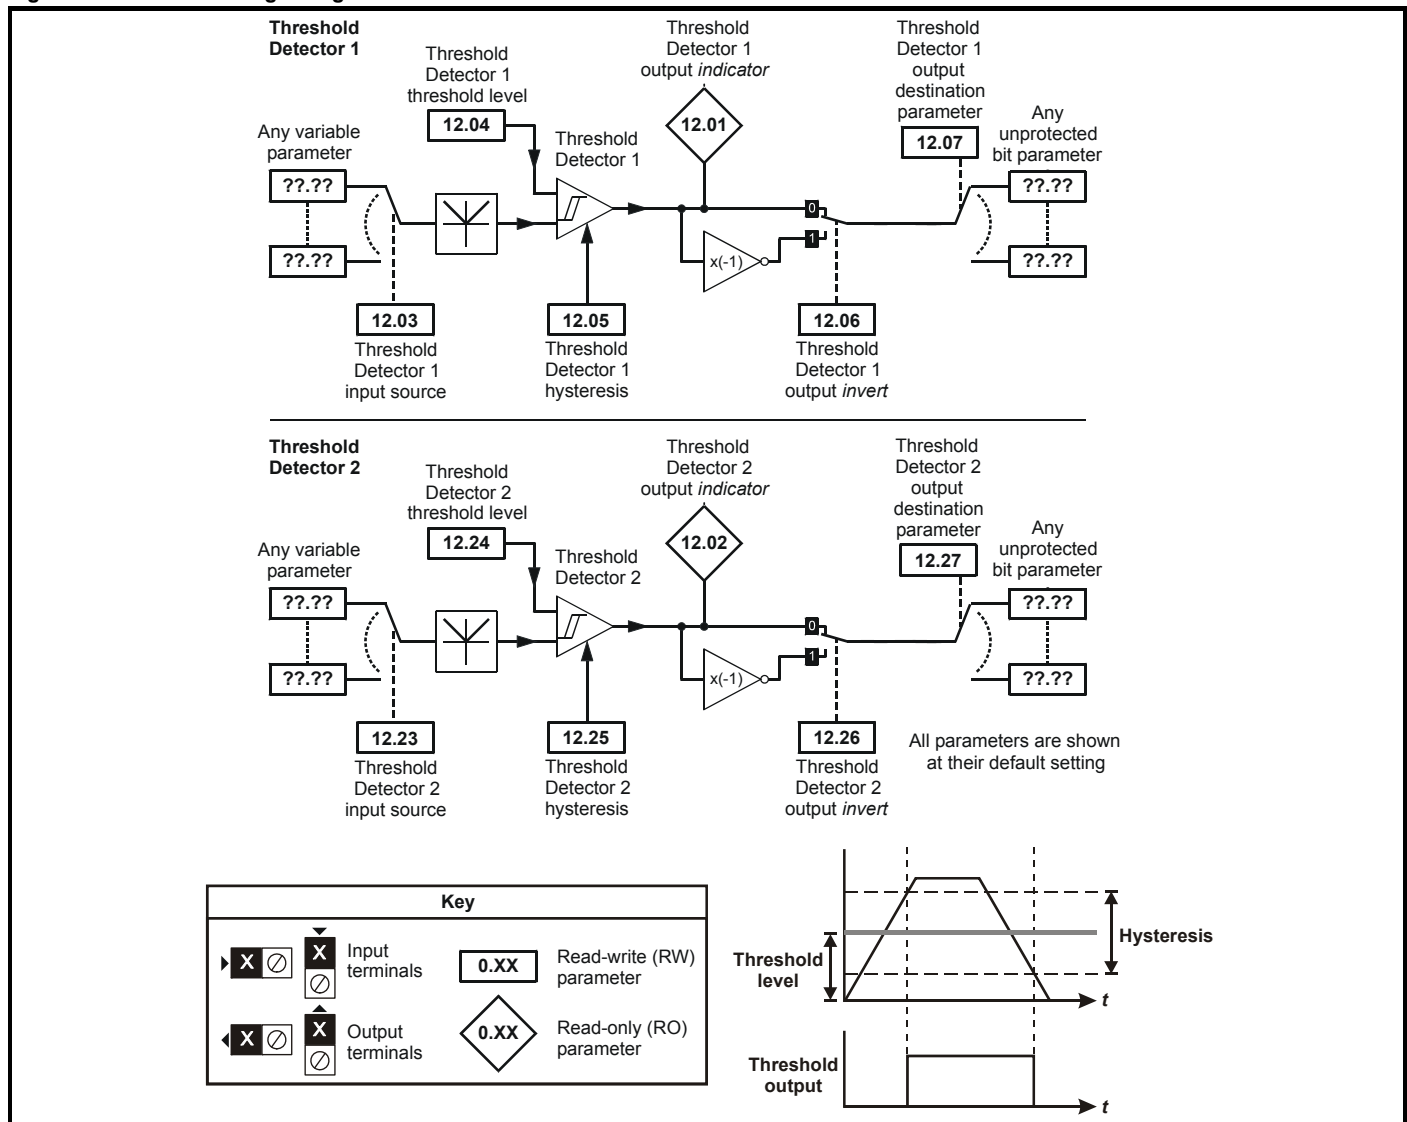 Threshold
Detector 1
Threshold
Detector 1
threshold level
12.04
Threshold
Detector 1
output indicator
12.01
Threshold
Detector 1
output
destination
parameter
12.07
Any variable
parameter
??.??
??.??
Threshold
Detector 1
Any
unprotected
bit parameter
??.??
??.??
0
1
x(-1)
12.03
Threshold
Detector 1
input source
12.05
Threshold
Detector 1
hysteresis
12.06
Threshold
Detector 1
output invert
Threshold
Detector 2
Threshold
Detector 2
threshold level
12.24
Threshold
Detector 2
output indicator
12.02
Threshold
Detector 2
output
destination
parameter
12.27
Any variable
parameter
??.??
??.??
Threshold
Detector 2
Any
unprotected
bit parameter
??.??
??.??
0
1
x(-1)
12.23
Threshold
Detector 2
input source
12.25
Threshold
Detector 2
hysteresis
12.26
Threshold
Detector 2
output invert
All parameters are shown
at their default setting
Key
X
X
Input
terminals
0.XX
Read-write (RW)
parameter
X
X
Output
terminals
0.XX
Read-only (RO)
parameter
Threshold
level
Hysteresis
t
Threshold
output
t